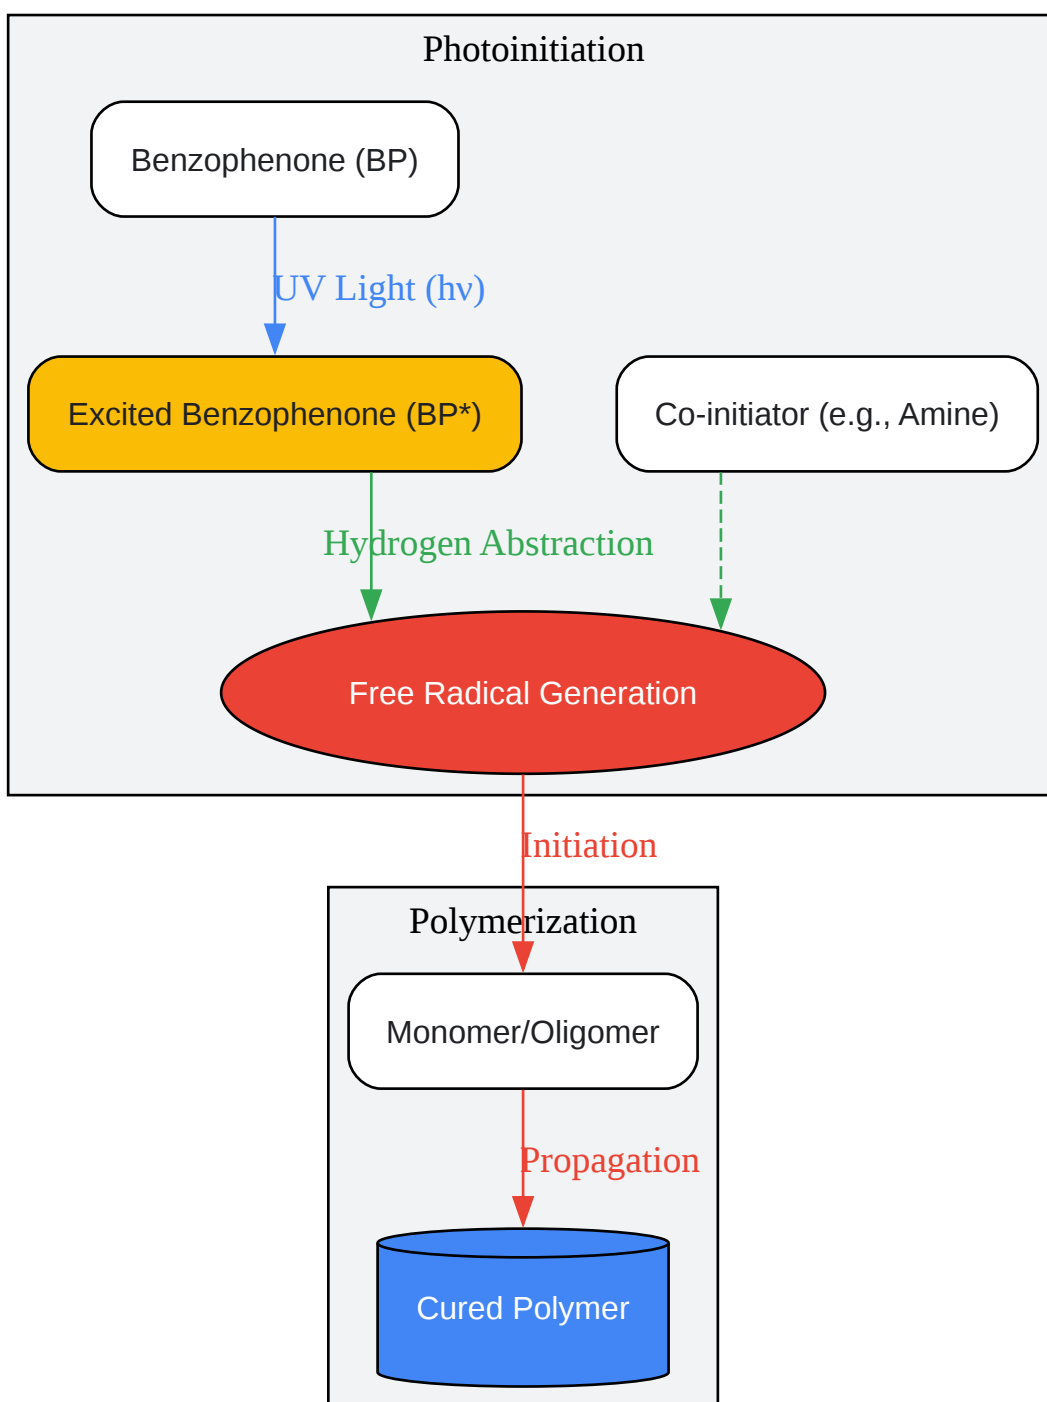 Photoinitiation
Benzophenone (BP)
UV Light (hν)
Excited Benzophenone (BP*)
Co-initiator (e.g., Amine)
Hydrogen Abstraction
Free Radical Generation
Initiation
Polymerization
Monomer/Oligomer
Propagation
Cured Polymer